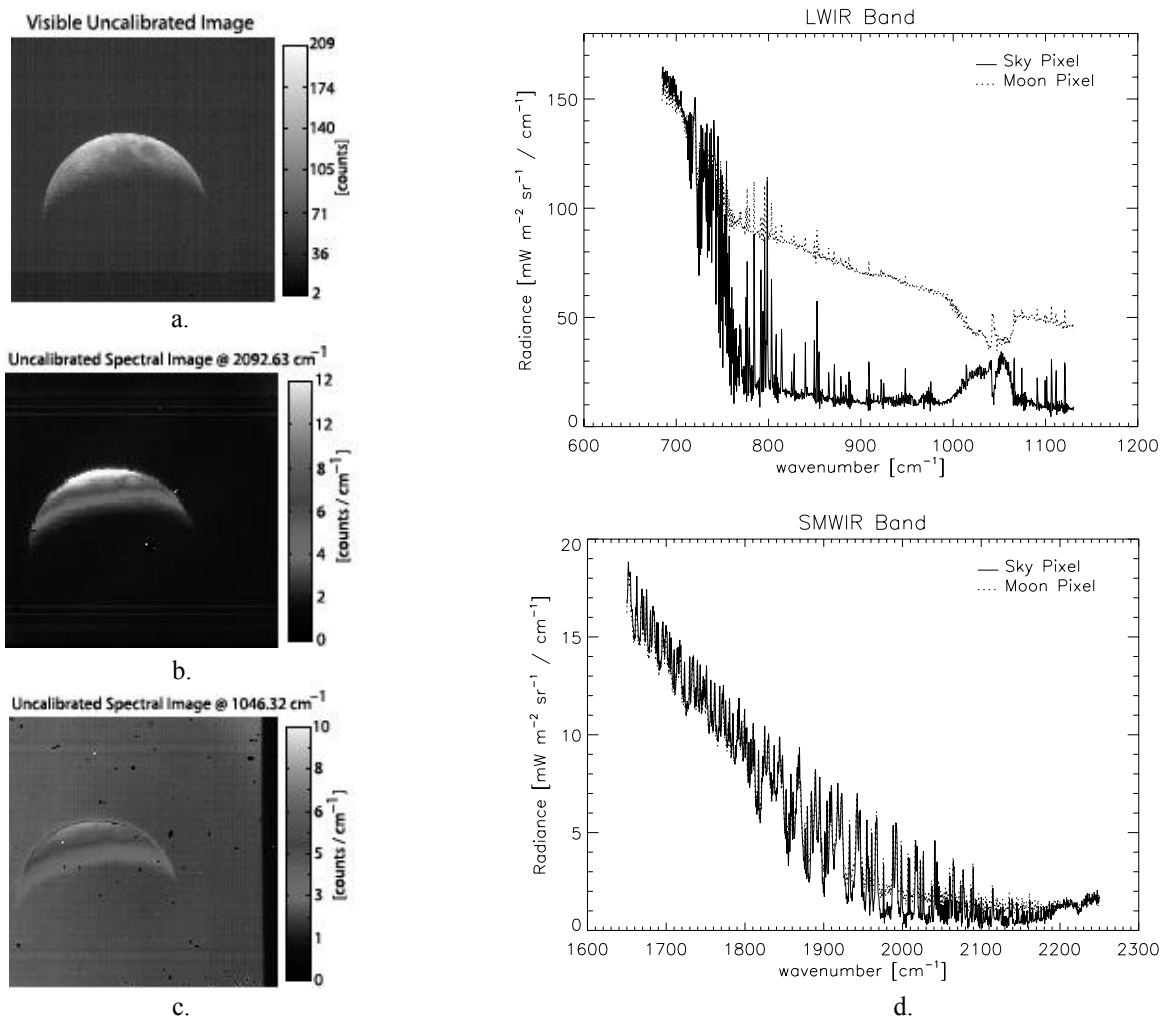 Visible Uncalibrated Image
209
174
140
105
71
36
2
[counts]
a.
Uncalibrated Spectral Image @ 2092.63 cm⁻¹
12
12
8
6
4
2
0
[counts / cm⁻¹]
b.
Uncalibrated Spectral Image @ 1046.32 cm⁻¹
10
9
6
5
3
1
0
[counts / cm⁻¹]
c.
LWIR Band
Sky Pixel
Moon Pixel
150
100
50
0
Radiance [mW m⁻² sr⁻¹ / cm⁻¹]
600
700
800
900
1000
1100
1200
wavenumber [cm⁻¹]
SMWIR Band
Sky Pixel
Moon Pixel
20
15
10
5
0
Radiance [mW m⁻² sr⁻¹ / cm⁻¹]
1600
1700
1800
1900
2000
2100
2200
2300
wavenumber [cm⁻¹]
d.